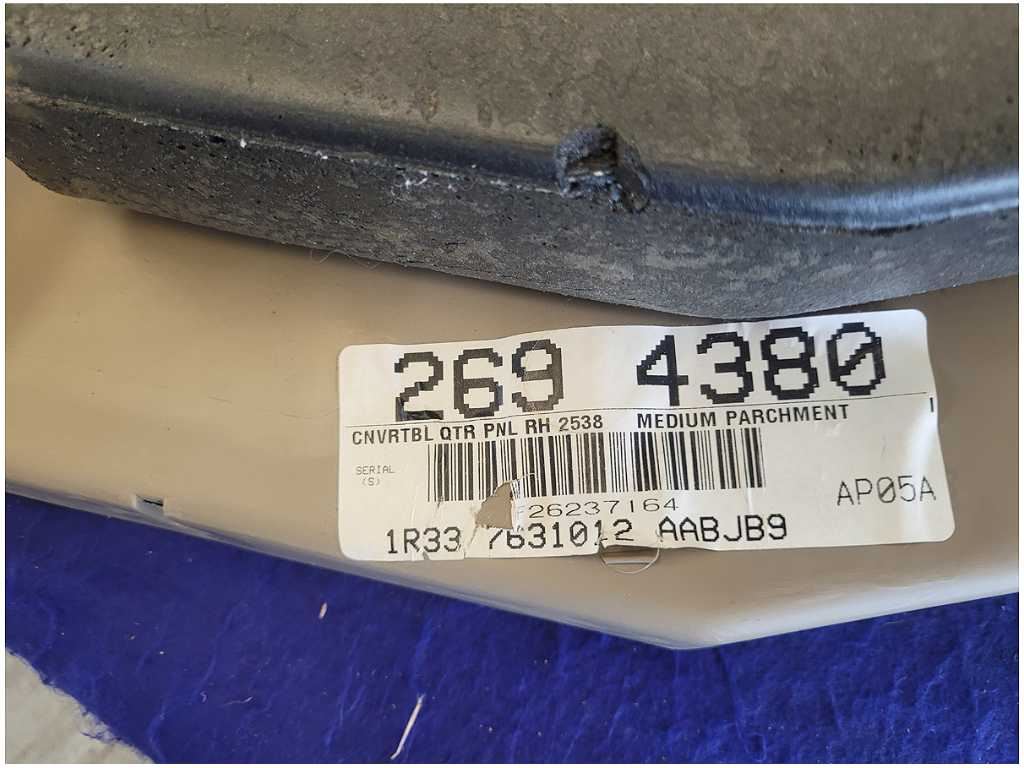 269 4380
CNVRTBL QTR PNL RH 2538 MEDIUM PARCHMENT
SERIAL
(S)
F26237164
AP05A
1R33 7631012 AABJB9